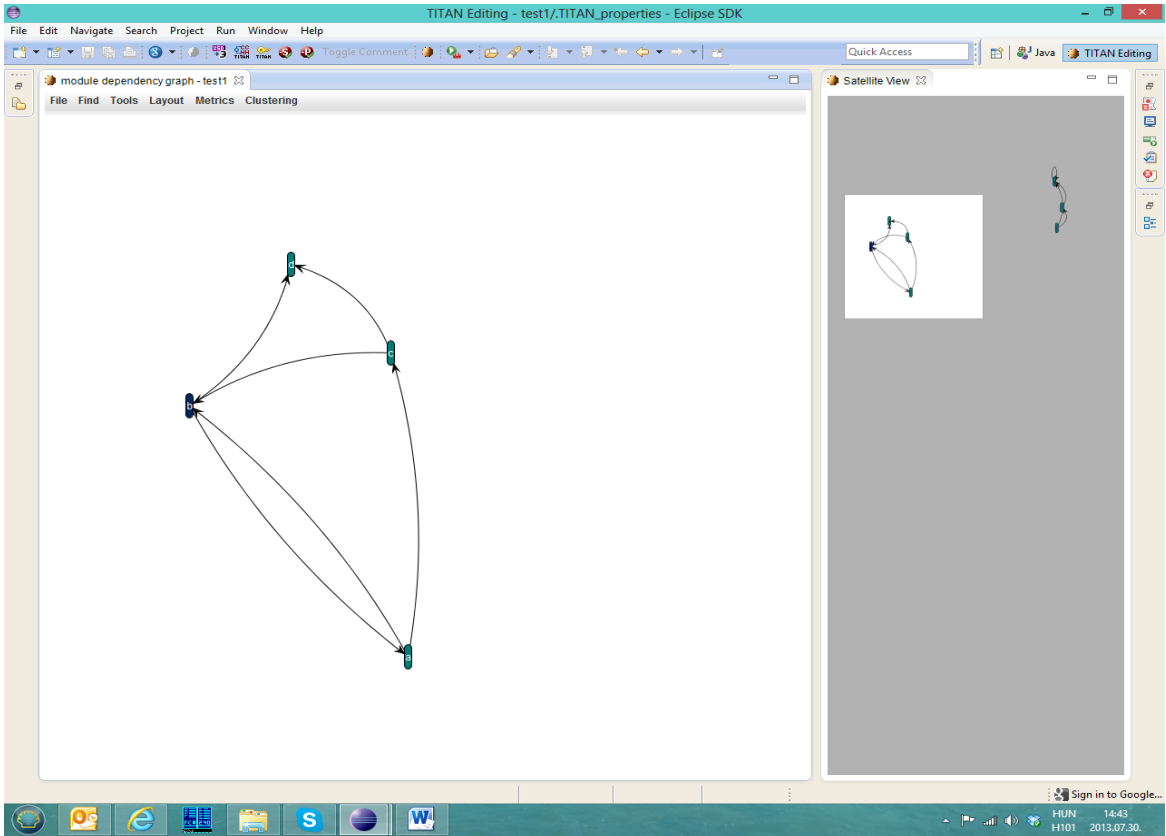 TITAN Editing - test1/.TITAN_properties - Eclipse SDK
File Edit Navigate Search Project Run Window Help
Toggle Comment
Quick Access
Java
TITAN Editing
module dependency graph - test1
Satellite View
File Find Tools Layout Metrics Clustering
d
c
b
a
Sign in to Google...
HUN 14:43
H101 2013.07.30.